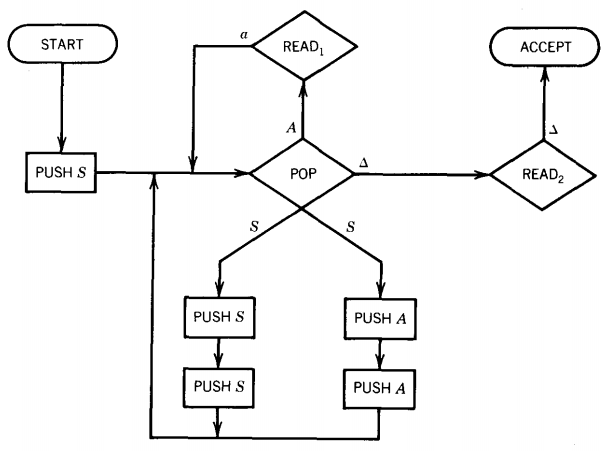 START
a
READ₁
ACCEPT
A
Δ
PUSH S
POP
Δ
READ₂
S
S
PUSH S
PUSH A
PUSH S
PUSH A